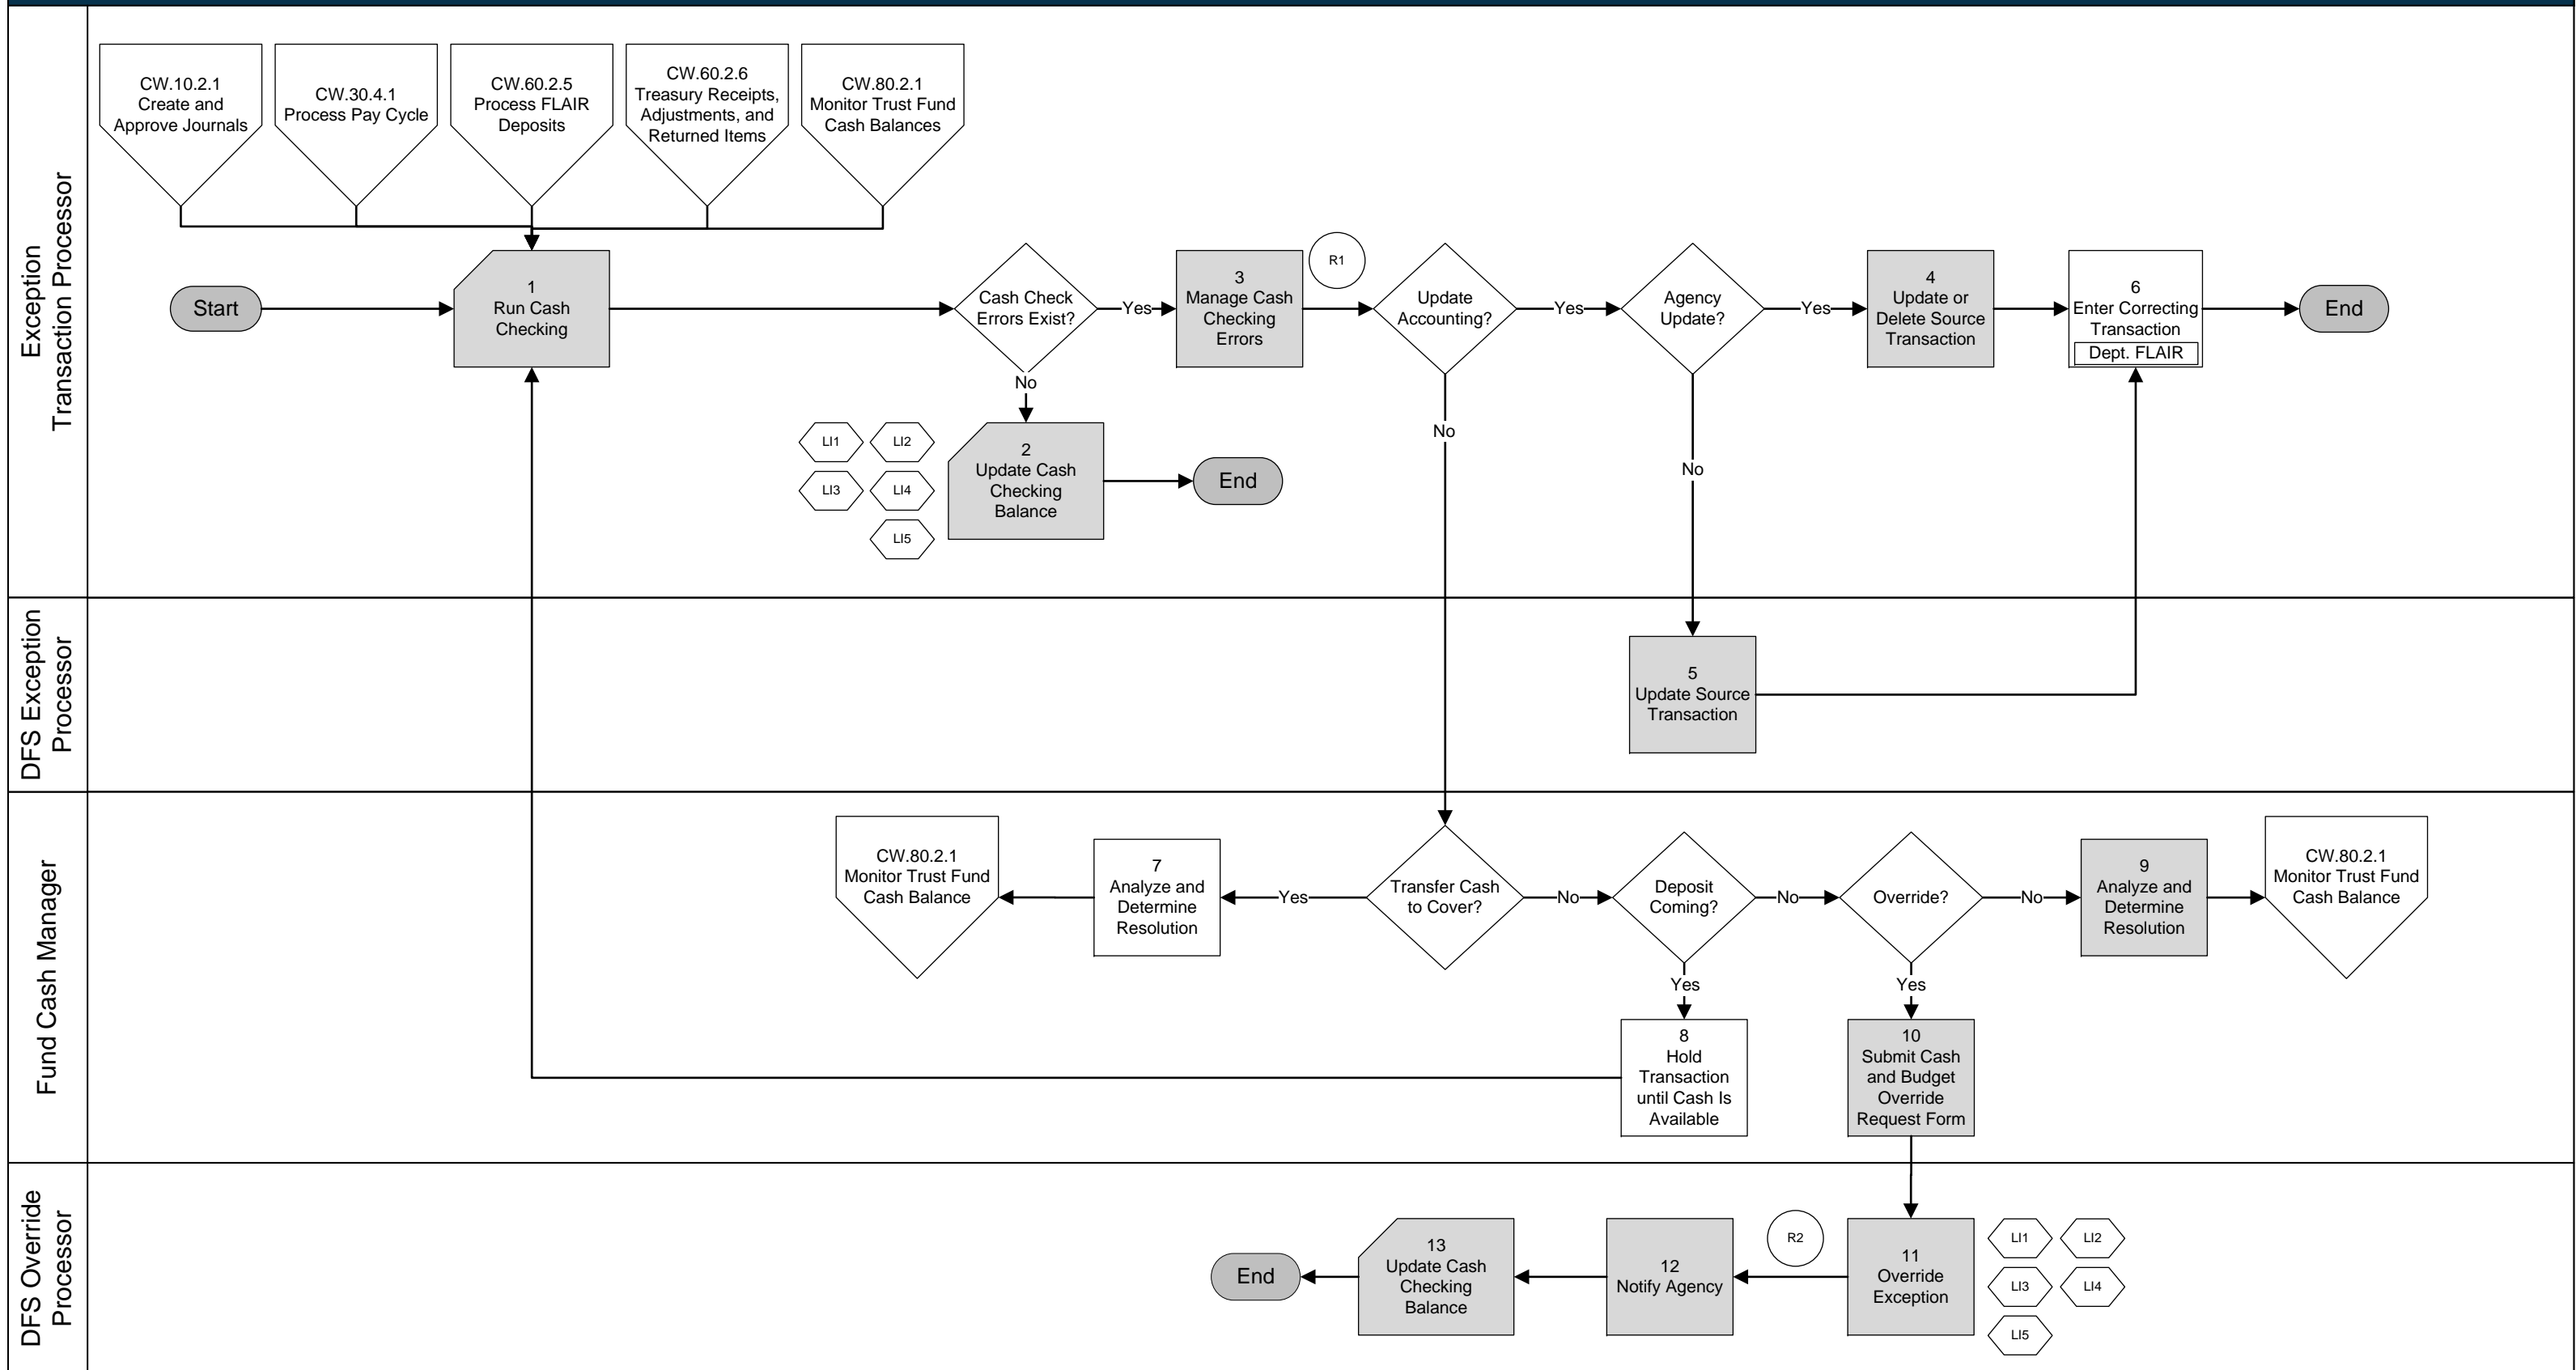 Exception
Transaction Processor
CW.10.2.1
Create and
Approve Journals
CW.30.4.1
Process Pay Cycle
CW.60.2.5
Process FLAIR
Deposits
CW.60.2.6
Treasury Receipts,
Adjustments, and
Returned Items
CW.80.2.1
Monitor Trust Fund
Cash Balances
Start
1
Run Cash
Checking
Cash Check
Errors Exist?
Yes
3
Manage Cash
Checking
Errors
R1
Update
Accounting?
Yes
Agency
Update?
Yes
4
Update or
Delete Source
Transaction
6
Enter Correcting
Transaction
Dept. FLAIR
End
No
LI1
LI2
LI3
LI4
LI5
2
Update Cash
Checking
Balance
End
No
No
DFS Exception
Processor
5
Update Source
Transaction
Fund Cash Manager
CW.80.2.1
Monitor Trust Fund
Cash Balance
7
Analyze and
Determine
Resolution
Yes
Transfer Cash
to Cover?
No
Deposit
Coming?
No
Override?
No
9
Analyze and
Determine
Resolution
CW.80.2.1
Monitor Trust Fund
Cash Balance
Yes
Yes
8
Hold
Transaction
until Cash Is
Available
10
Submit Cash
and Budget
Override
Request Form
DFS Override
Processor
End
13
Update Cash
Checking
Balance
12
Notify Agency
R2
11
Override
Exception
LI1
LI2
LI3
LI4
LI5